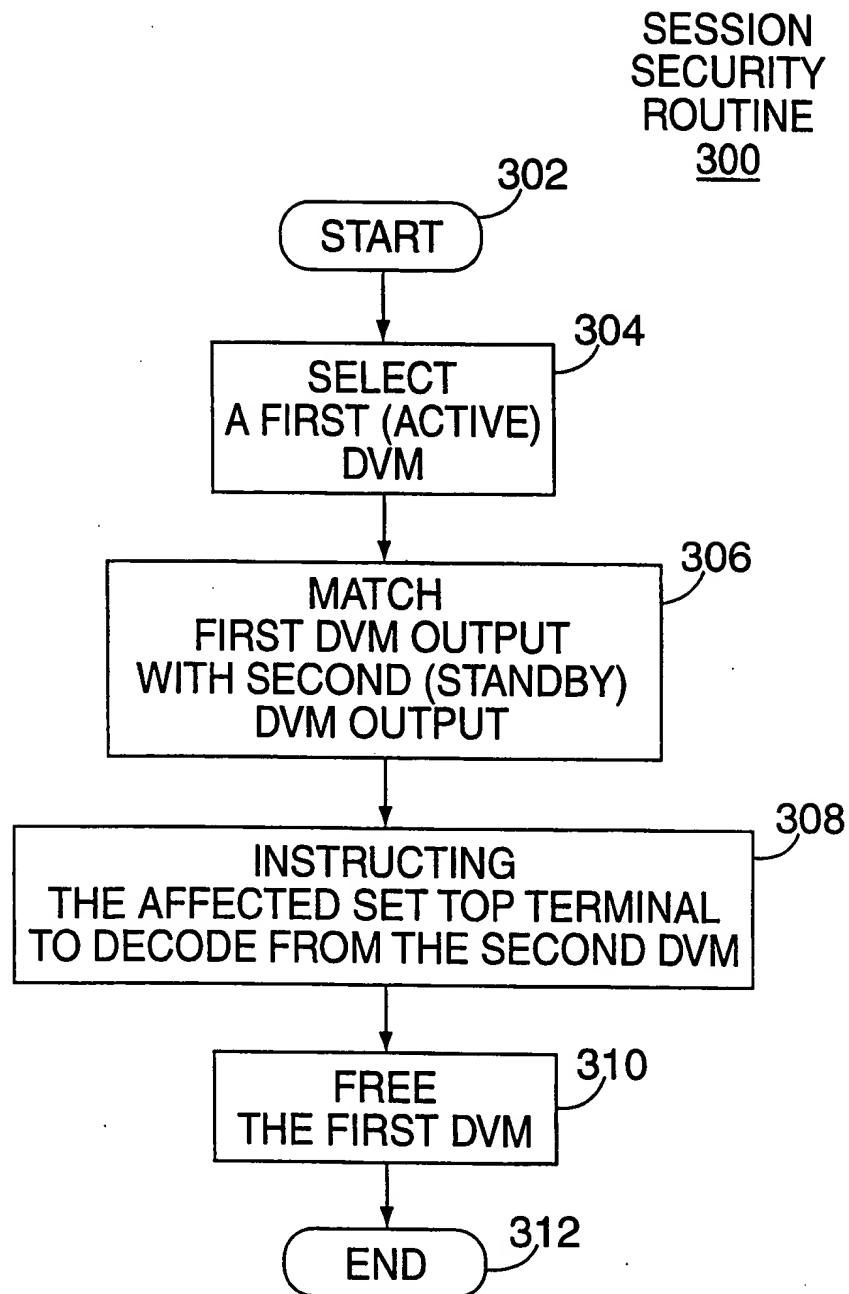 SESSION
SECURITY
ROUTINE
300
302
START
304
SELECT
A FIRST (ACTIVE)
DVM
306
MATCH
FIRST DVM OUTPUT
WITH SECOND (STANDBY)
DVM OUTPUT
308
INSTRUCTING
THE AFFECTED SET TOP TERMINAL
TO DECODE FROM THE SECOND DVM
310
FREE
THE FIRST DVM
312
END